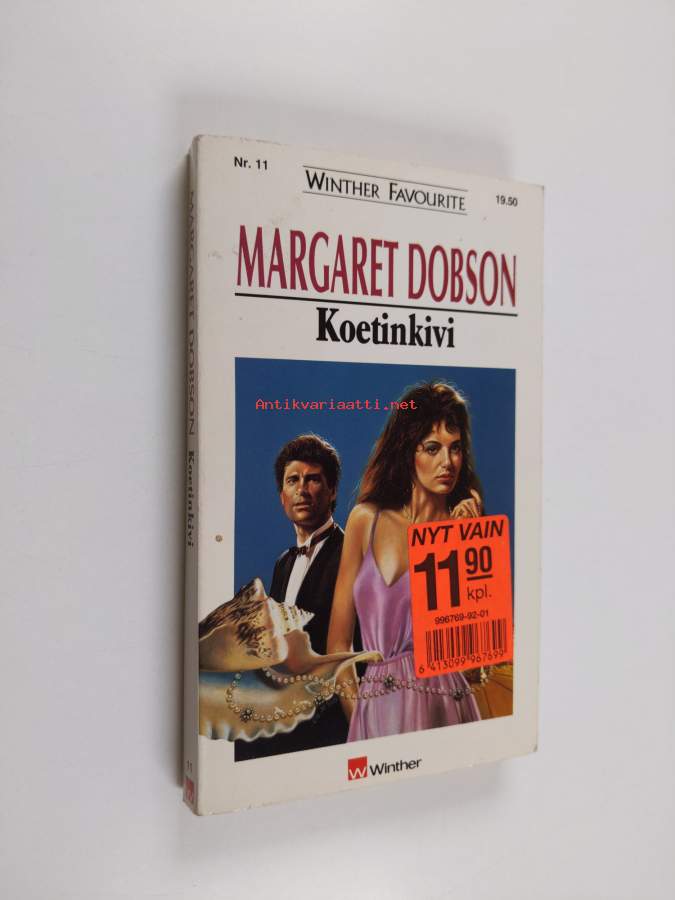 Nr. 11
WINTHER FAVOURITE
19.50
MARGARET DOBSON
Koetinkivi
Antikvariaatti.net
NYT VAIN
11 90
kpl.
996769-92-01
6 413099 967699
W Winther
MARGARET DOBSON Koetinkivi
11
W